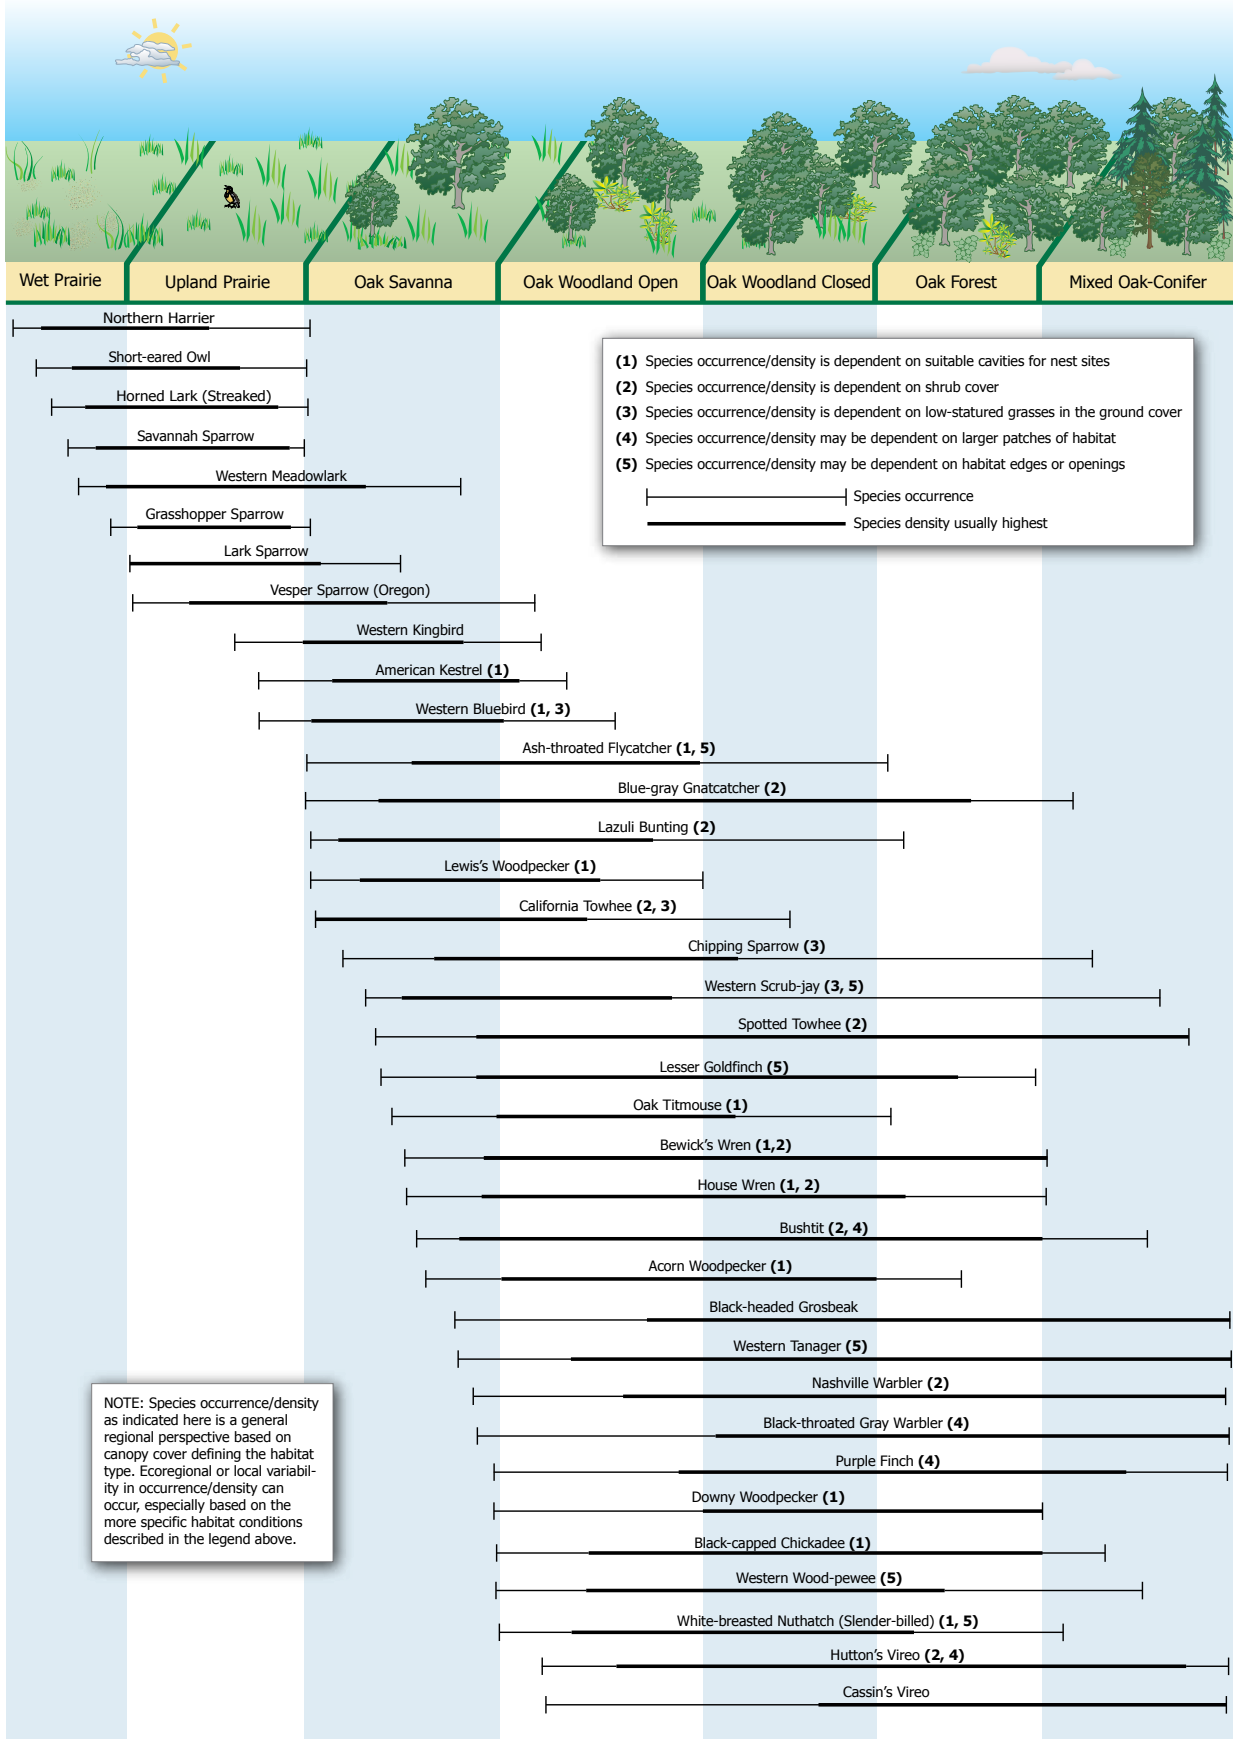 Wet Prairie
Upland Prairie
Oak Savanna
Oak Woodland Open
Oak Woodland Closed
Oak Forest
Mixed Oak-Conifer
Northern Harrier
Short-eared Owl
Horned Lark (Streaked)
Savannah Sparrow
Western Meadowlark
Grasshopper Sparrow
Lark Sparrow
Vesper Sparrow (Oregon)
Western Kingbird
American Kestrel (1)
Western Bluebird (1, 3)
(1) Species occurrence/density is dependent on suitable cavities for nest sites
(2) Species occurrence/density is dependent on shrub cover
(3) Species occurrence/density is dependent on low-statured grasses in the ground cover
(4) Species occurrence/density may be dependent on larger patches of habitat
(5) Species occurrence/density may be dependent on habitat edges or openings
Species occurrence
Species density usually highest
Ash-throated Flycatcher (1, 5)
Blue-gray Gnatcatcher (2)
Lazuli Bunting (2)
Lewis's Woodpecker (1)
California Towhee (2, 3)
Chipping Sparrow (3)
Western Scrub-jay (3, 5)
Spotted Towhee (2)
Lesser Goldfinch (5)
Oak Titmouse (1)
Bewick's Wren (1,2)
House Wren (1, 2)
Bushtit (2, 4)
Acorn Woodpecker (1)
Black-headed Grosbeak
Western Tanager (5)
Nashville Warbler (2)
Black-throated Gray Warbler (4)
Purple Finch (4)
Downy Woodpecker (1)
Black-capped Chickadee (1)
Western Wood-pewee (5)
White-breasted Nuthatch (Slender-billed) (1, 5)
Hutton's Vireo (2, 4)
Cassin's Vireo
NOTE: Species occurrence/density
as indicated here is a general
regional perspective based on
canopy cover defining the habitat
type. Ecoregional or local variabil-
ity in occurrence/density can
occur, especially based on the
more specific habitat conditions
described in the legend above.